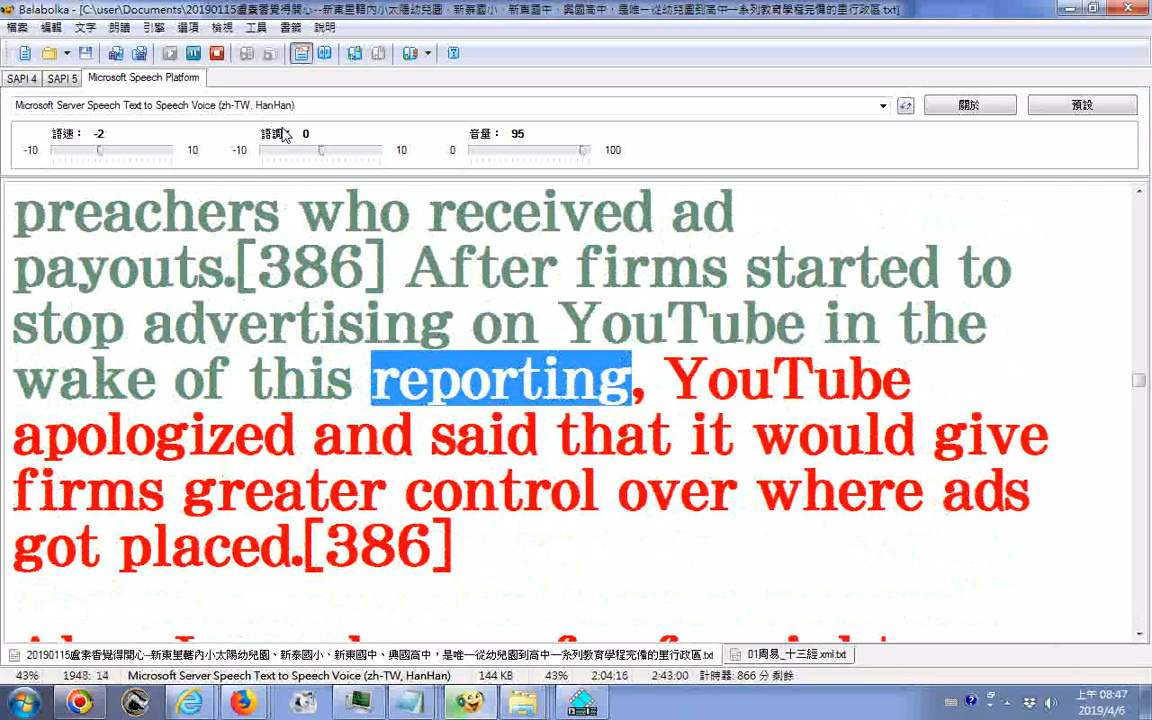 Balabolka - [C:\user\Documents\20190115盧素香覺得開心--新東里轄內小太陽幼兒園、新泰國小、新東國中、興國高中，是唯一從幼兒園到高中一系列教育學程完備的里行政區.txt]
檔案 編輯 文字 朗讀 引擎 選項 檢視 工具 書籤 說明
SAPI 4 SAPI 5 Microsoft Speech Platform
Microsoft Server Speech Text to Speech Voice (zh-TW, HanHan) 關於 預設
語速： -2 語調： 0 音量： 95
-10 10 -10 10 0 100
preachers who received ad
payouts.[386] After firms started to
stop advertising on YouTube in the
wake of this reporting, YouTube
apologized and said that it would give
firms greater control over where ads
got placed.[386]
20190115盧素香覺得開心--新東里轄內小太陽幼兒園、新泰國小、新東國中、興國高中，是唯一從幼兒園到高中一系列教育學程完備的里行政區.txt 01周易_十三經.xml.txt
43% 1948: 14 Microsoft Server Speech Text to Speech Voice (zh-TW, HanHan) 43% 2:04:16 2:43:00 計時器： 866 分 剩餘
上午 08:47
2019/4/6